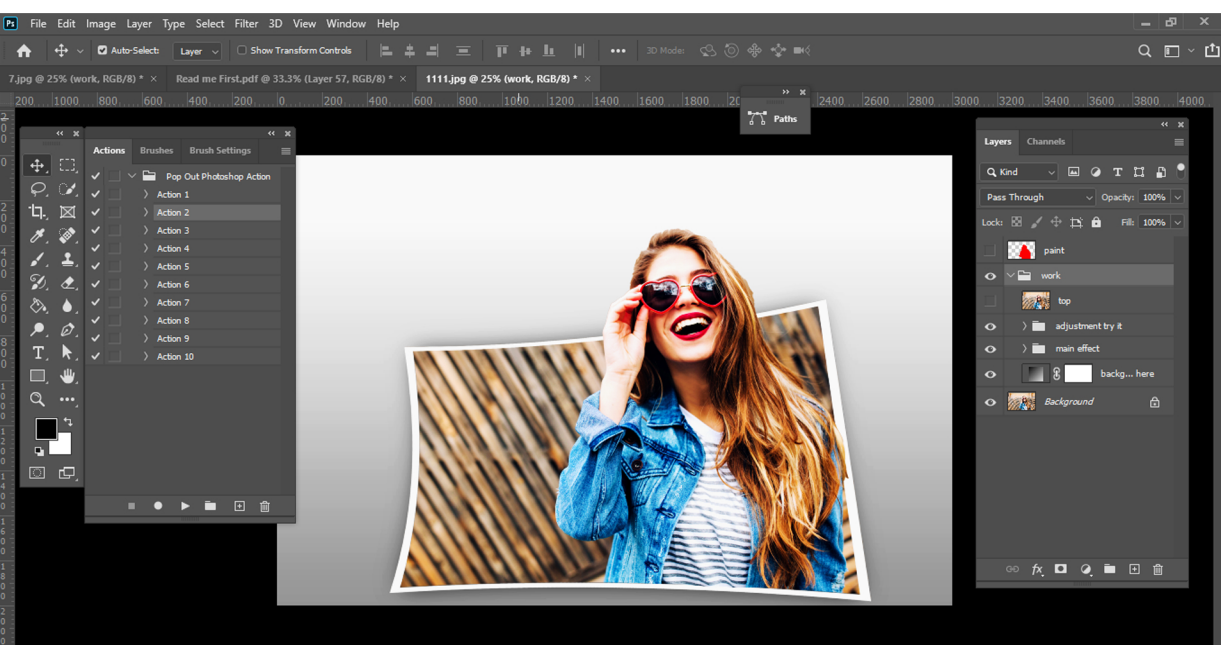 Ps File Edit Image Layer Type Select Filter 3D View Window Help
Auto-Select: Layer Show Transform Controls 3D Mode:
7.jpg @ 25% (work, RGB/8) * × Read me First.pdf @ 33.3% (Layer 57, RGB/8) * × 1111.jpg @ 25% (work, RGB/8) * ×
200 1000 800 600 400 200 0 200 400 600 800 1000 1200 1400 1600 1800 20 2400 2600 2800 3000 3200 3400 3600 3800 4000
Paths
Actions Brushes Brush Settings
Pop Out Photoshop Action
Action 1
Action 2
Action 3
Action 4
Action 5
Action 6
Action 7
Action 8
Action 9
Action 10
Layers Channels
Kind
Pass Through Opacity: 100%
Lock: Fill: 100%
paint
work
top
adjustment try it
main effect
backg... here
Background